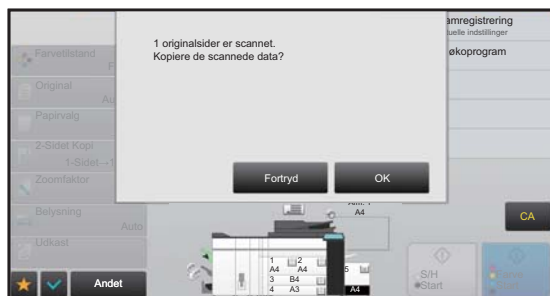 1 originalsider er scannet.
Kopiere de scannede data?
Fortryd
OK
amregistrering
uelle indstillinger
økoprogram
Farvetilstand
F
Original
Au
Papirvalg
2-Sidet Kopi
1-Sidet→1
Zoomfaktor
Belysning
Auto
Udkast
A4
CA
1
2
A4
A4
3
B4
4
A3
5
A4
S/H
Start
Start
Andet